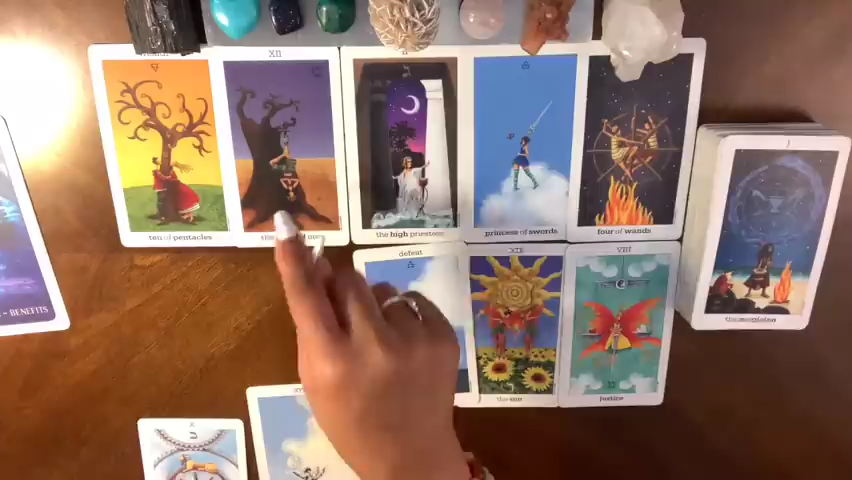 XII
ten of pentacles
the high priestess
princess of swords
four of wands
I
the magician
- BENEFITS
defeat
XIX
VIII
the sun
justice
X